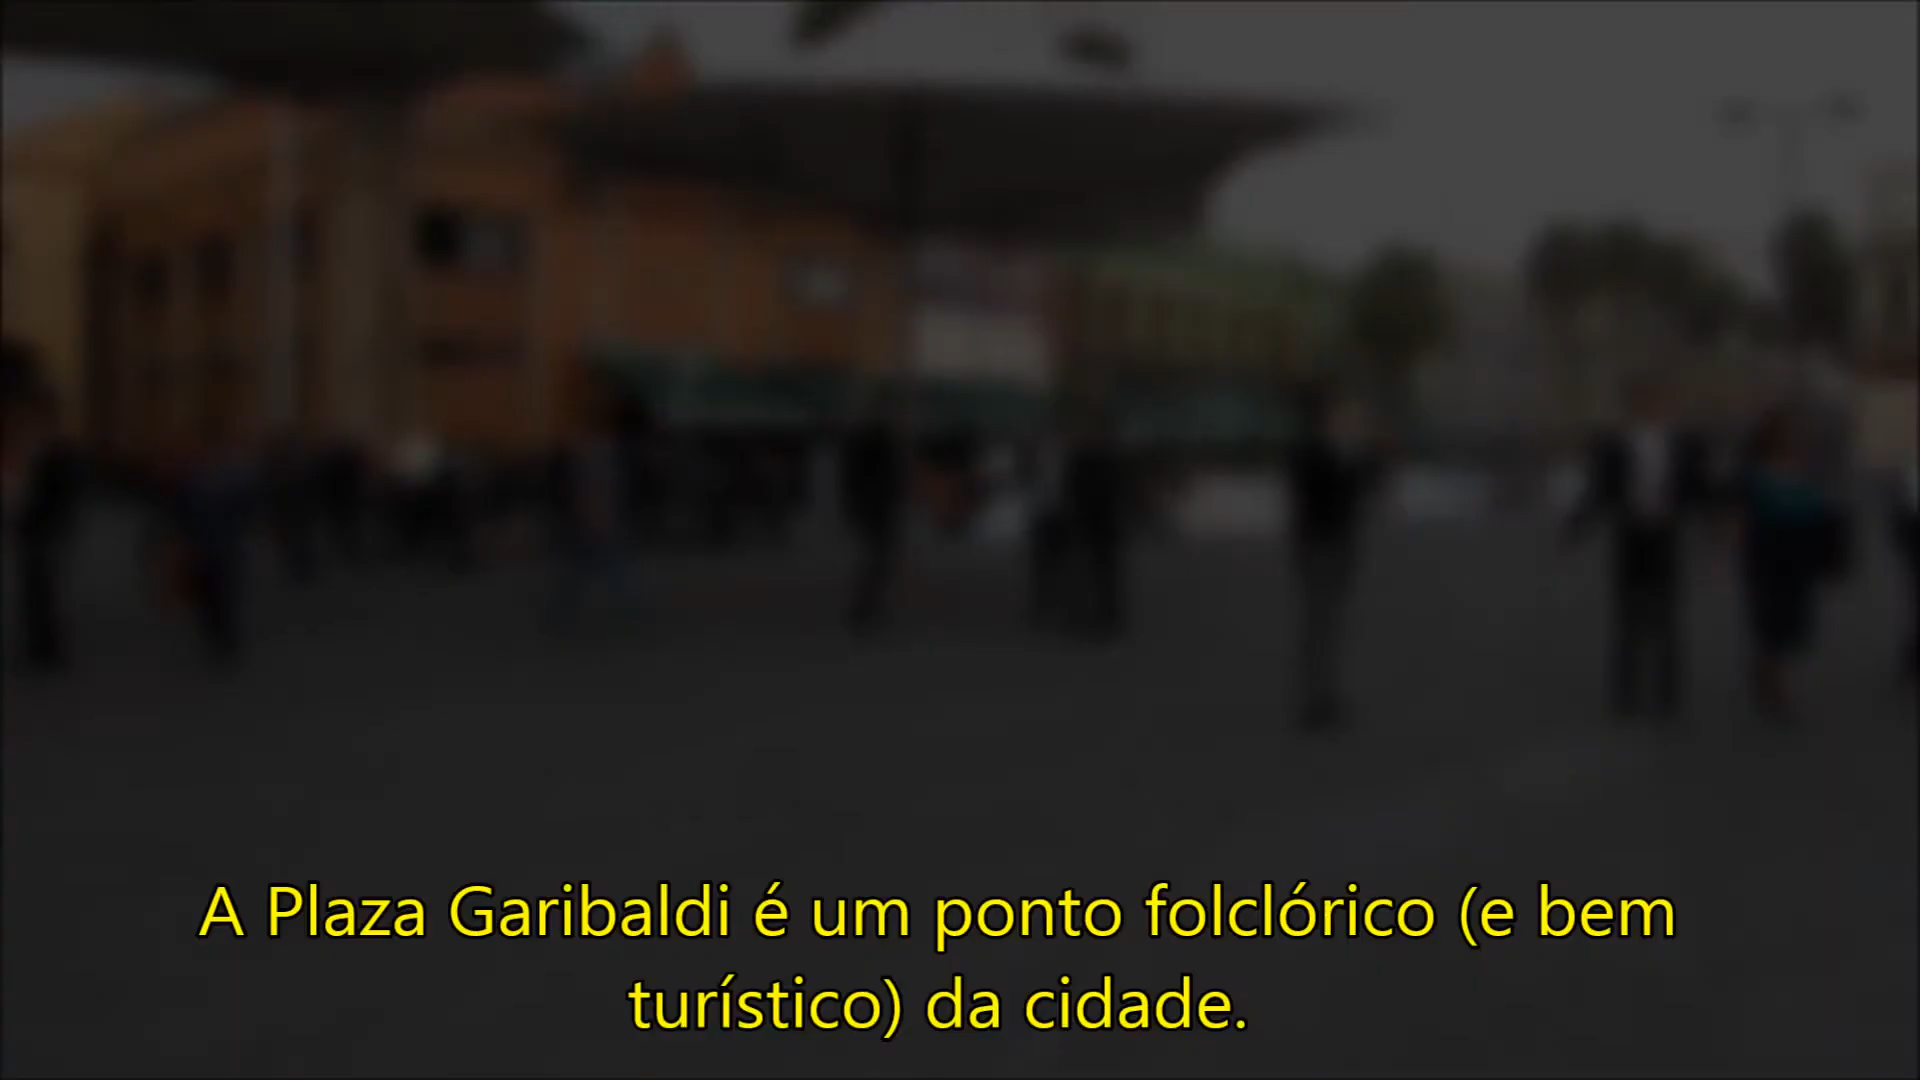 A Plaza Garibaldi é um ponto folclórico (e bem
turístico) da cidade.